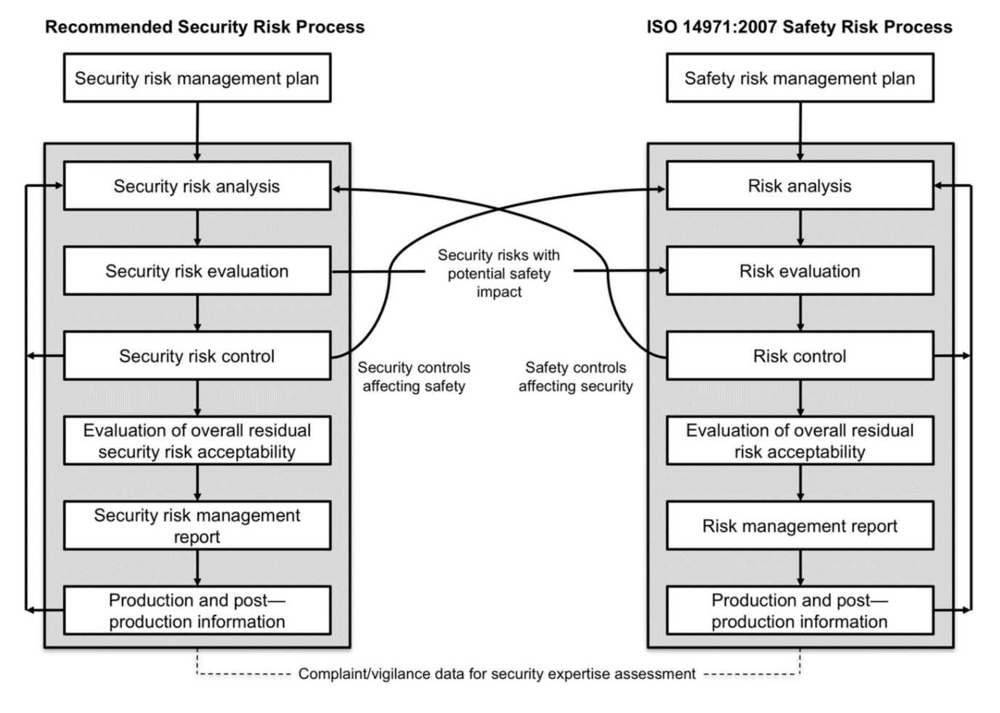 Recommended Security Risk Process
ISO 14971:2007 Safety Risk Process
Security risk management plan
Safety risk management plan
Security risk analysis
Risk analysis
Security risk evaluation
Security risks with
potential safety
impact
Risk evaluation
Security risk control
Security controls
affecting safety
Safety controls
affecting security
Risk control
Evaluation of overall residual
security risk acceptability
Evaluation of overall residual
risk acceptability
Security risk management
report
Risk management report
Production and post—
production information
Production and post—
production information
Complaint/vigilance data for security expertise assessment